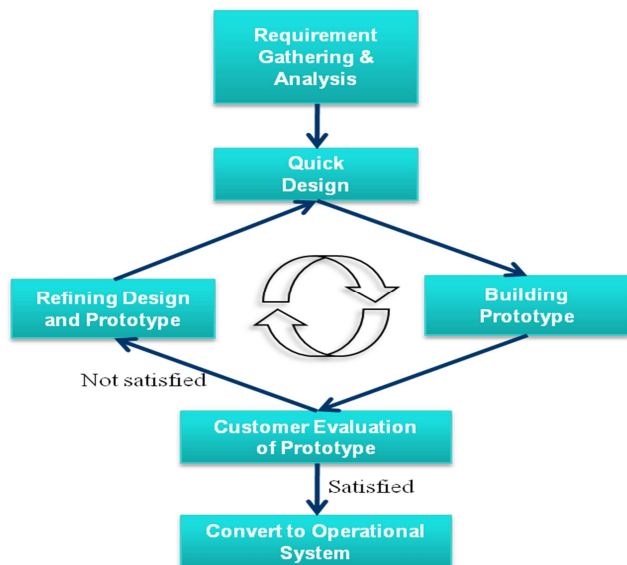 Requirement
Gathering &
Analysis
Quick
Design
Refining Design
and Prototype
Building
Prototype
Not satisfied
Customer Evaluation
of Prototype
Satisfied
Convert to Operational
System